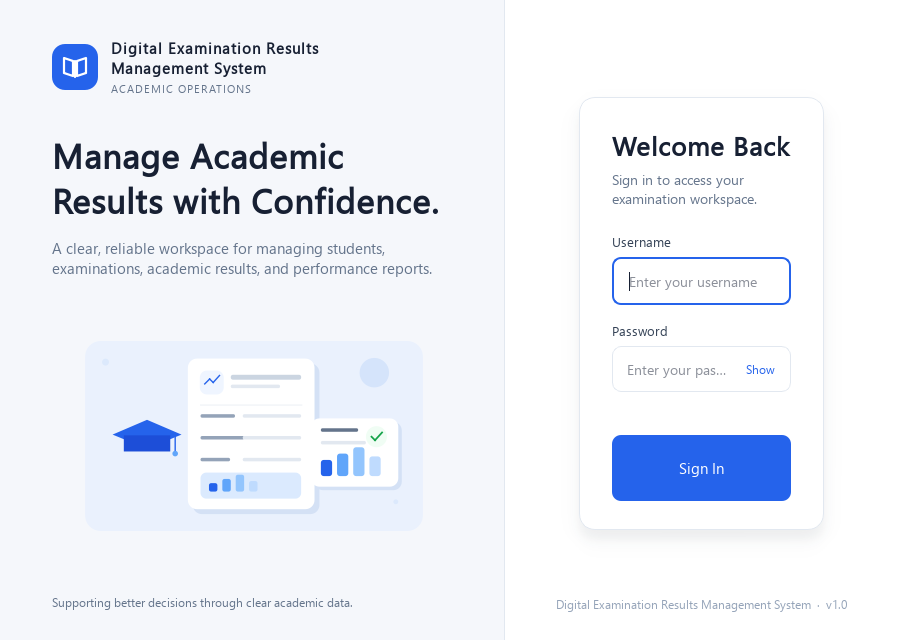 Digital Examination Results
Management System
ACADEMIC OPERATIONS
Manage Academic
Results with Confidence.
A clear, reliable workspace for managing students,
examinations, academic results, and performance reports.
Supporting better decisions through clear academic data.
Welcome Back
Sign in to access your
examination workspace.
Username
Enter your username
Password
Enter your pas... Show
Sign In
Digital Examination Results Management System · v1.0